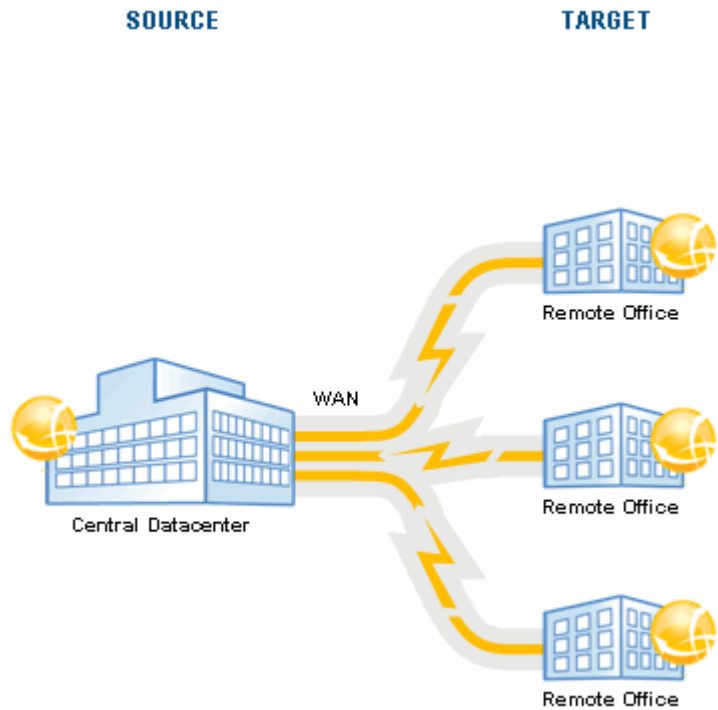 SOURCE
TARGET
Remote Office
WAN
Remote Office
Central Datacenter
Remote Office